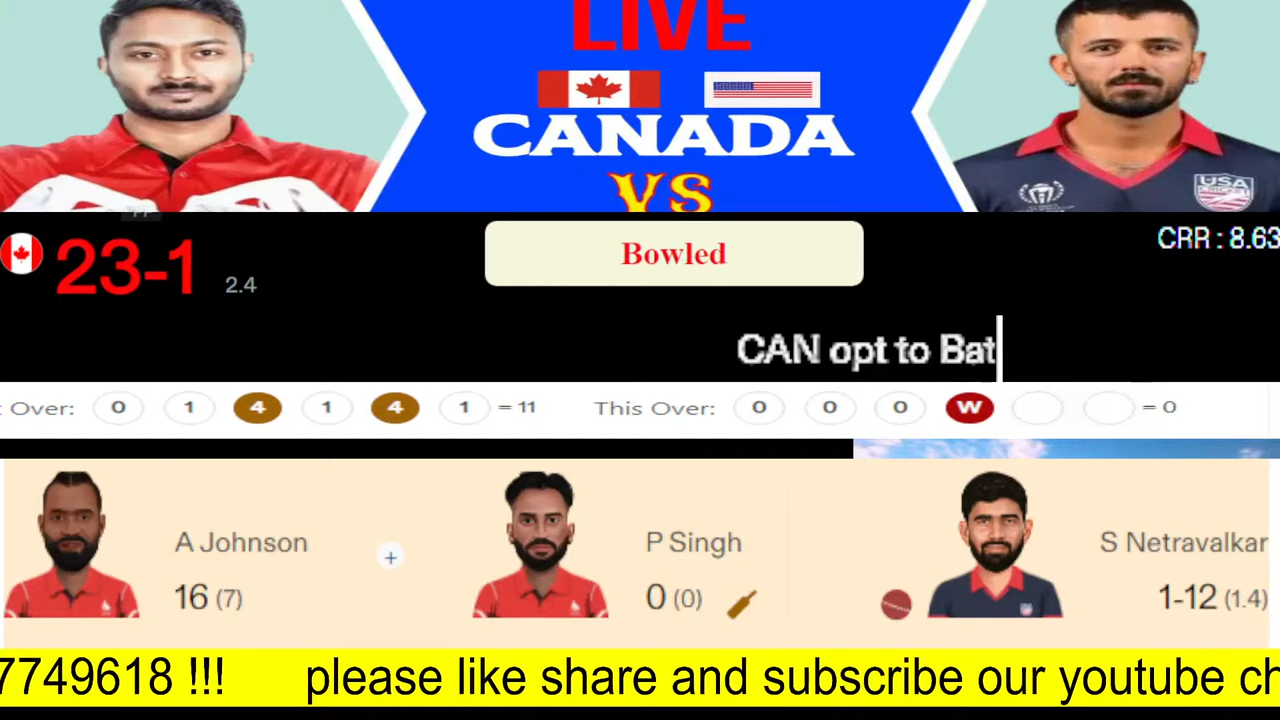 LIVE
CANADA
VS
USA
CRICKET
23-1
2.4
Bowled
CRR : 8.63
CAN opt to Bat
Over: 0 1 4 1 4 1 = 11 This Over: 0 0 0 W = 0
A Johnson
16 (7)
+
P Singh
0 (0)
S Netravalkar
1-12 (1.4)
7749618 !!! please like share and subscribe our youtube ch